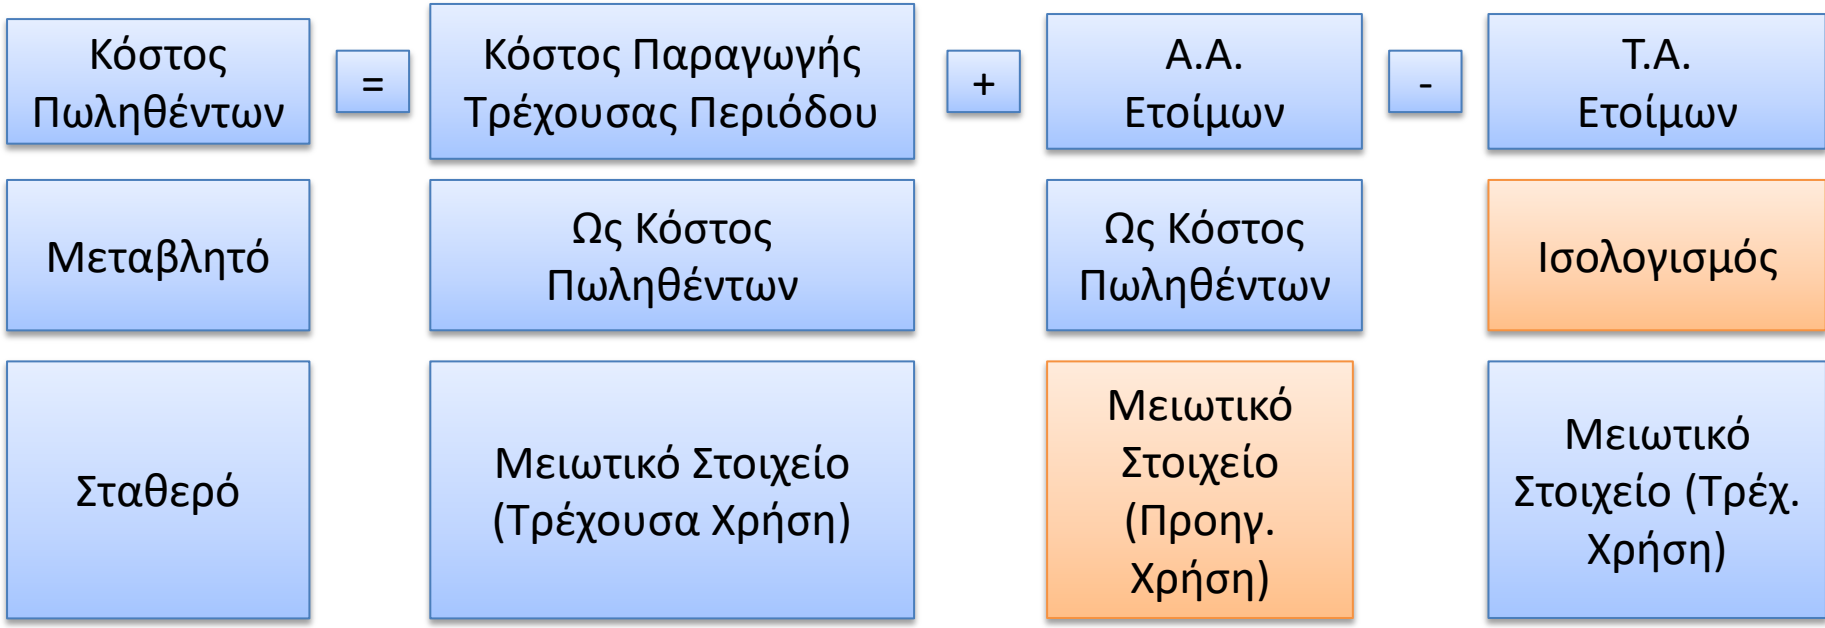 Κόστος
Πωληθέντων
=
Κόστος Παραγωγής
Τρέχουσας Περιόδου
+
Α.Α.
Ετοίμων
-
Τ.Α.
Ετοίμων
Μεταβλητό
Ως Κόστος
Πωληθέντων
Ως Κόστος
Πωληθέντων
Ισολογισμός
Σταθερό
Μειωτικό Στοιχείο
(Τρέχουσα Χρήση)
Μειωτικό
Στοιχείο
(Προηγ.
Χρήση)
Μειωτικό
Στοιχείο (Τρέχ.
Χρήση)